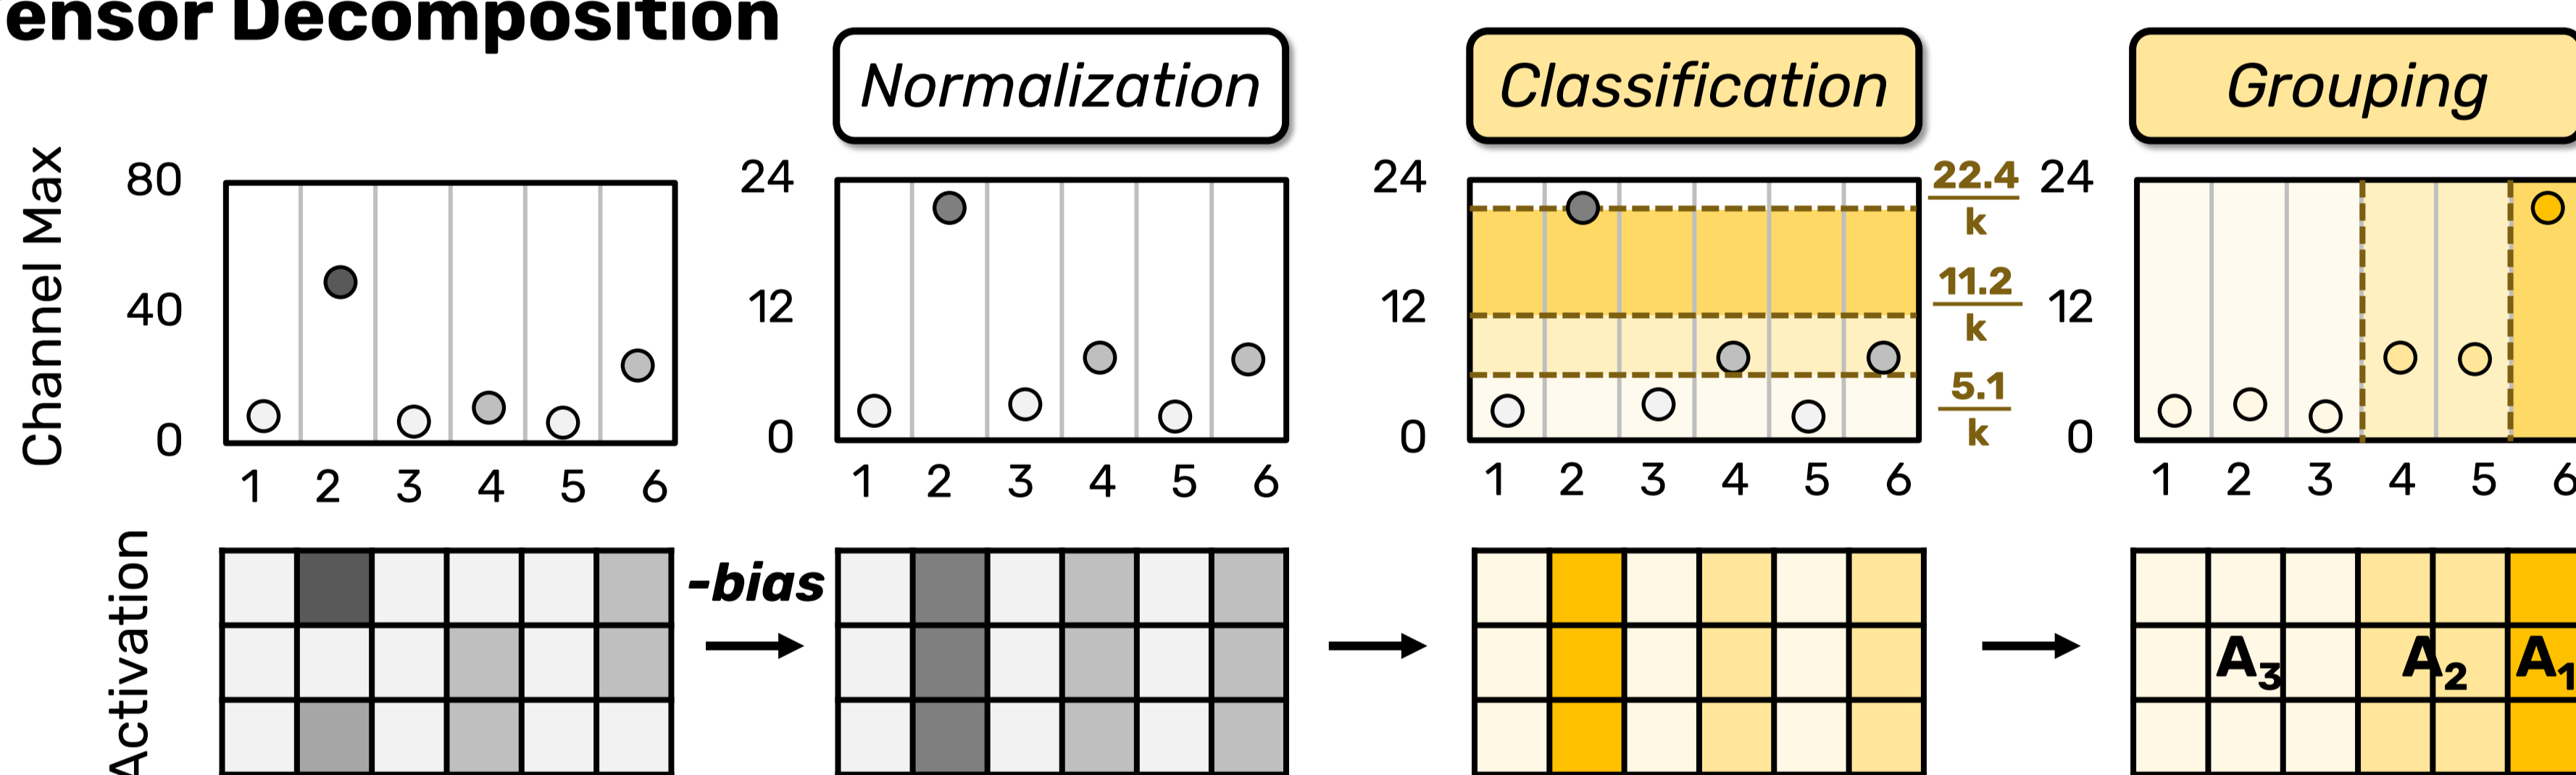 ensor Decomposition
Normalization
Classification
Grouping
Channel Max
80
40
0
1 2 3 4 5 6
24
12
0
1 2 3 4 5 6
24
12
0
1 2 3 4 5 6
22.4
k
11.2
k
5.1
k
24
12
0
1 2 3 4 5 6
Activation
-bias
A3 A2 A1